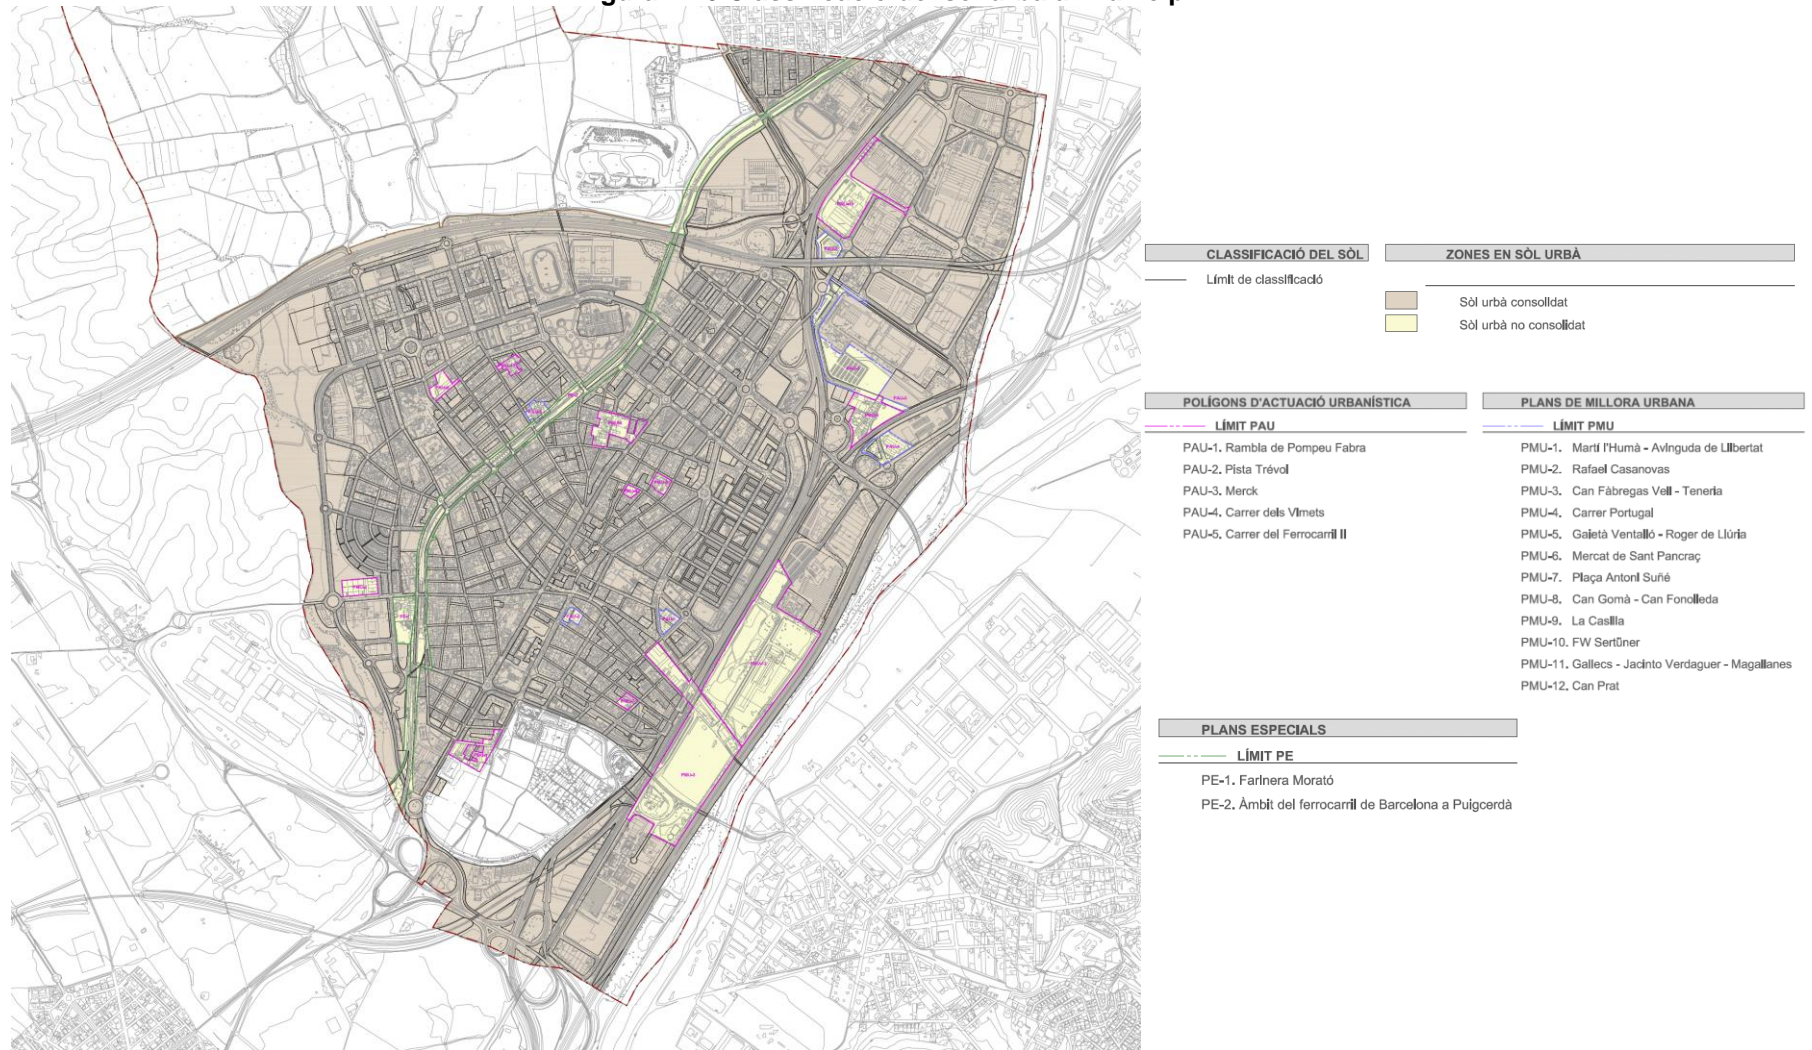 CLASSIFICACIÓ DEL SÒL
Límit de classificació
ZONES EN SÒL URBÀ
Sòl urbà consolidat
Sòl urbà no consolidat
POLÍGONS D'ACTUACIÓ URBANÍSTICA
LÍMIT PAU
PAU-1. Rambla de Pompeu Fabra
PAU-2. Pista Trévol
PAU-3. Merck
PAU-4. Carrer dels Vimets
PAU-5. Carrer del Ferrocarril II
PLANS DE MILLORA URBANA
LÍMIT PMU
PMU-1. Martí l'Humà - Avinguda de Llibertat
PMU-2. Rafael Casanovas
PMU-3. Can Fàbregas Vell - Teneria
PMU-4. Carrer Portugal
PMU-5. Gaietà Ventalló - Roger de Llúria
PMU-6. Mercat de Sant Pancraç
PMU-7. Plaça Antoni Suñé
PMU-8. Can Gomà - Can Fonolleda
PMU-9. La Casilla
PMU-10. FW Sertüner
PMU-11. Gallecs - Jacinto Verdaguer - Magallanes
PMU-12. Can Prat
PLANS ESPECIALS
LÍMIT PE
PE-1. Farinera Morató
PE-2. Àmbit del ferrocarril de Barcelona a Puigcerdà